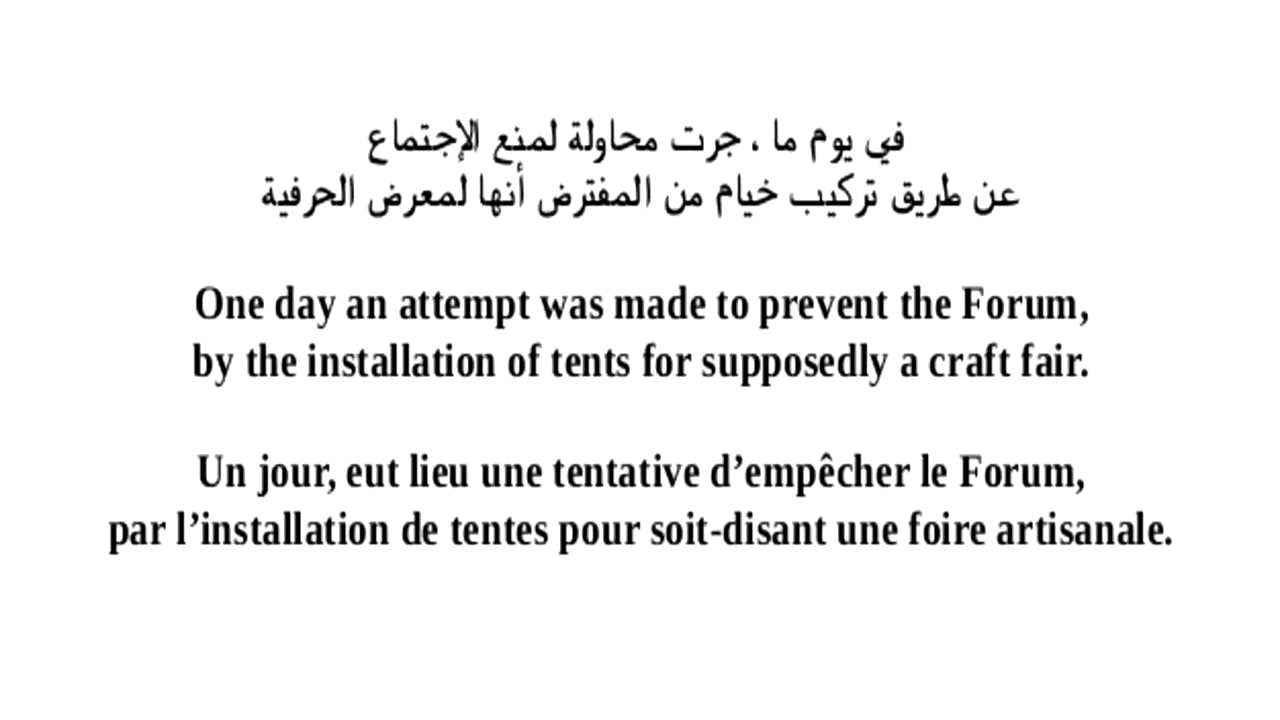 في يوم ما ، جرت محاولة لمنع الإجتماع
عن طريق تركيب خيام من المفترض أنها لمعرض الحرفية
One day an attempt was made to prevent the Forum,
by the installation of tents for supposedly a craft fair.
Un jour, eut lieu une tentative d’empêcher le Forum,
par l’installation de tentes pour soit-disant une foire artisanale.